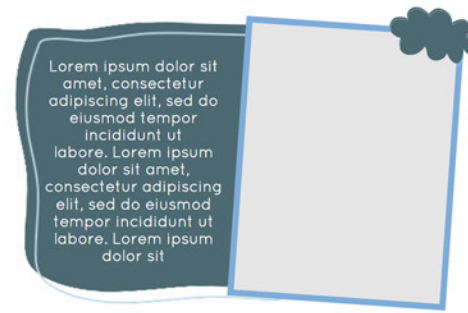 Lorem ipsum dolor sit
amet, consectetur
adipiscing elit, sed do
eiusmod tempor
incididunt ut
labore. Lorem ipsum
dolor sit amet,
consectetur adipiscing
elit, sed do eiusmod
tempor incididunt ut
labore. Lorem ipsum
dolor sit